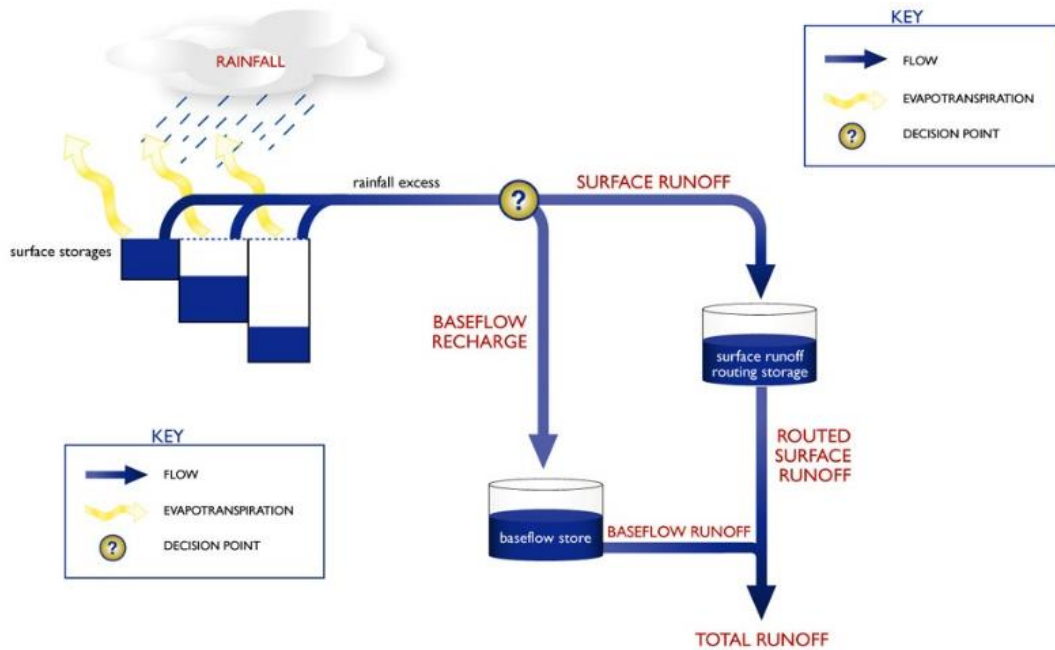 KEY
FLOW
EVAPOTRANSPIRATION
?
DECISION POINT
RAINFALL
rainfall excess
?
SURFACE RUNOFF
surface storages
BASEFLOW
RECHARGE
surface runoff
routing storage
KEY
FLOW
EVAPOTRANSPIRATION
?
DECISION POINT
ROUTED
SURFACE
RUNOFF
baseflow store
BASEFLOW RUNOFF
TOTAL RUNOFF